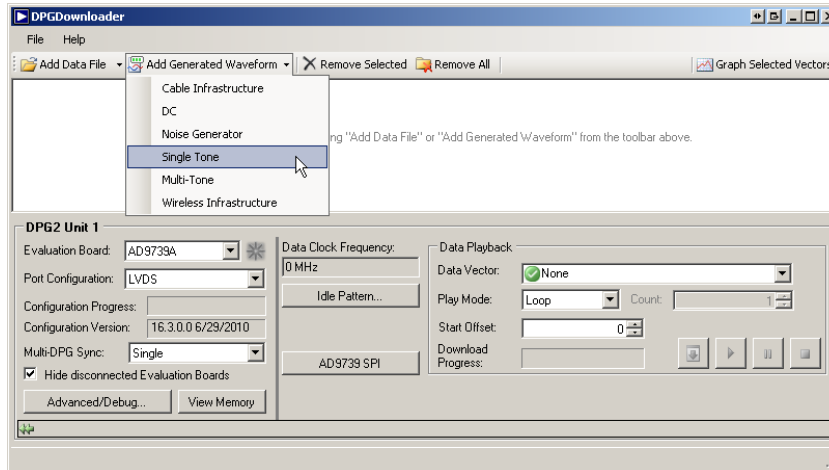 DPGDownloader
File Help
Add Data File Add Generated Waveform Remove Selected Remove All Graph Selected Vectors
Cable Infrastructure
DC
Noise Generator
"Add Data File" or "Add Generated Waveform" from the toolbar above.
Single Tone
Multi-Tone
Wireless Infrastructure
DPG2 Unit 1
Evaluation Board: AD9739A
Port Configuration: LVDS
Configuration Progress:
Configuration Version: 16.3.0.0 6/29/2010
Multi-DPG Sync: Single
Hide disconnected Evaluation Boards
Advanced/Debug... View Memory
Data Clock Frequency:
0 MHz
Idle Pattern...
AD9739 SPI
Data Playback
Data Vector: None
Play Mode: Loop Count: 1
Start Offset: 0
Download
Progress: